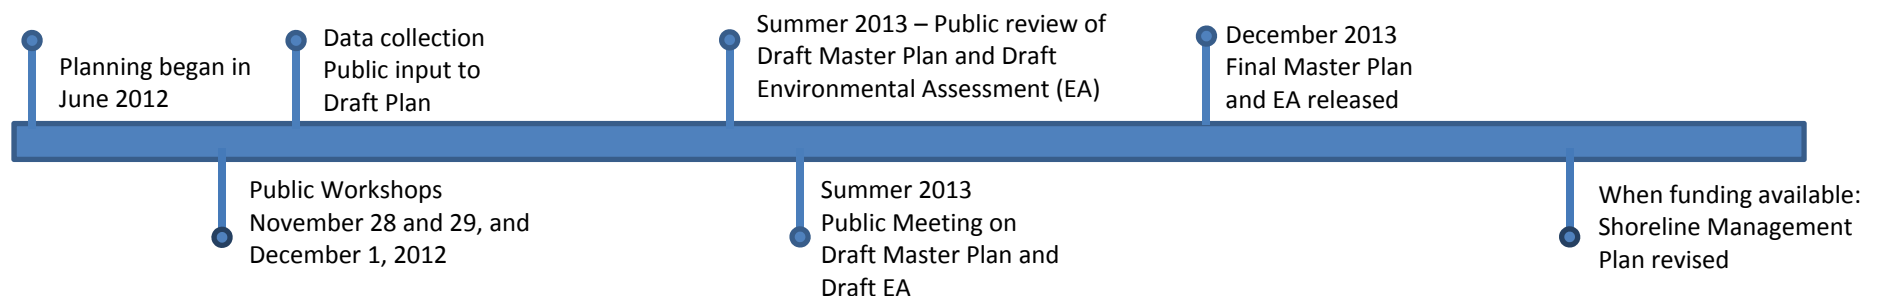 Planning began in
June 2012
Data collection
Public input to
Draft Plan
Summer 2013 – Public review of
Draft Master Plan and Draft
Environmental Assessment (EA)
December 2013
Final Master Plan
and EA released
Public Workshops
November 28 and 29, and
December 1, 2012
Summer 2013
Public Meeting on
Draft Master Plan and
Draft EA
When funding available:
Shoreline Management
Plan revised